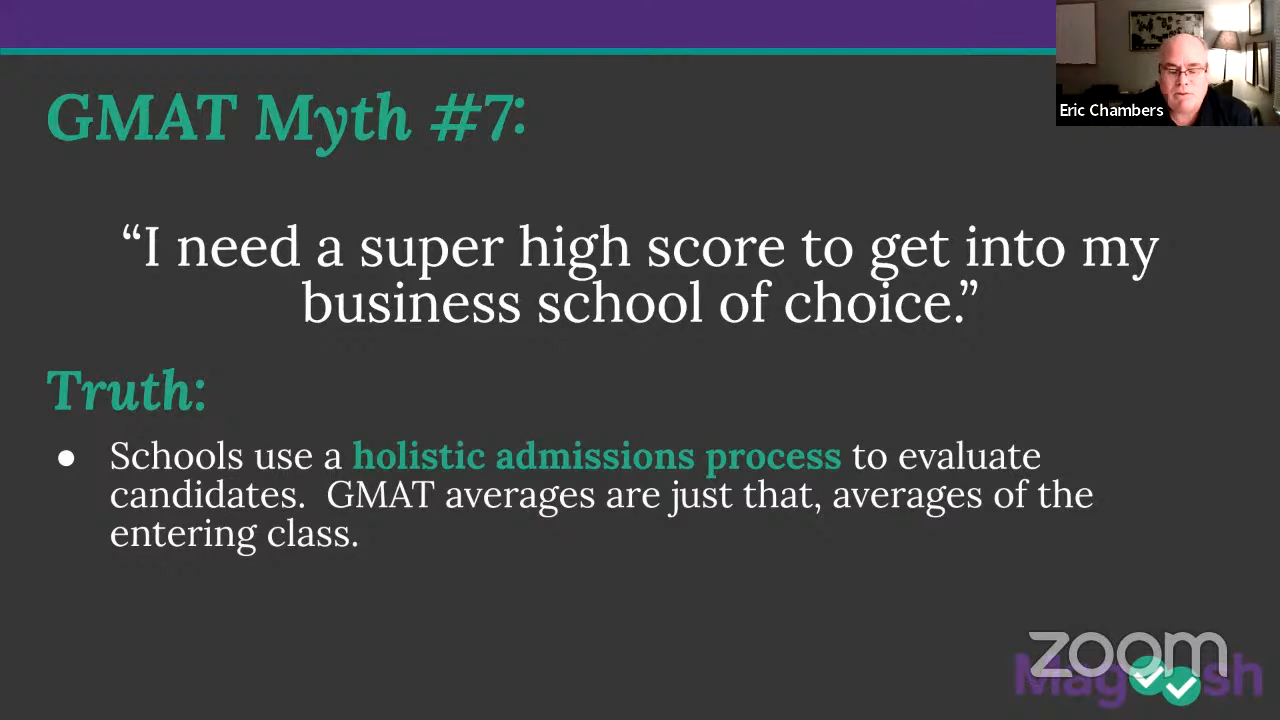 GMAT Myth #7:
Eric Chambers
“I need a super high score to get into my
business school of choice.”
Truth:
● Schools use a holistic admissions process to evaluate
candidates.  GMAT averages are just that, averages of the
entering class.
zoom
Magoosh